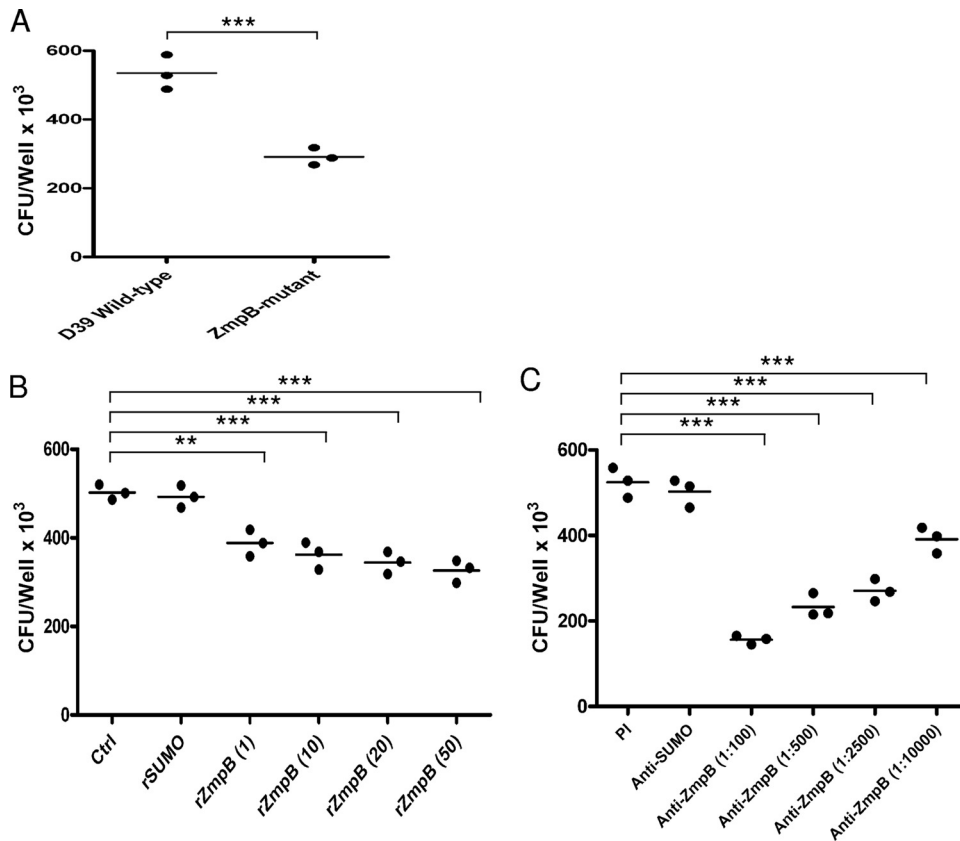 A
***
600
400
200
0
CFU/Well x 10³
D39 Wild-type
ZmpB-mutant
B
***
***
***
**
600
400
200
0
CFU/Well x 10³
Ctrl
rSUMO
rZmpB (1)
rZmpB (10)
rZmpB (20)
rZmpB (50)
C
***
***
***
***
600
400
200
0
CFU/Well x 10³
PI
Anti-SUMO
Anti-ZmpB (1:100)
Anti-ZmpB (1:500)
Anti-ZmpB (1:2500)
Anti-ZmpB (1:10000)